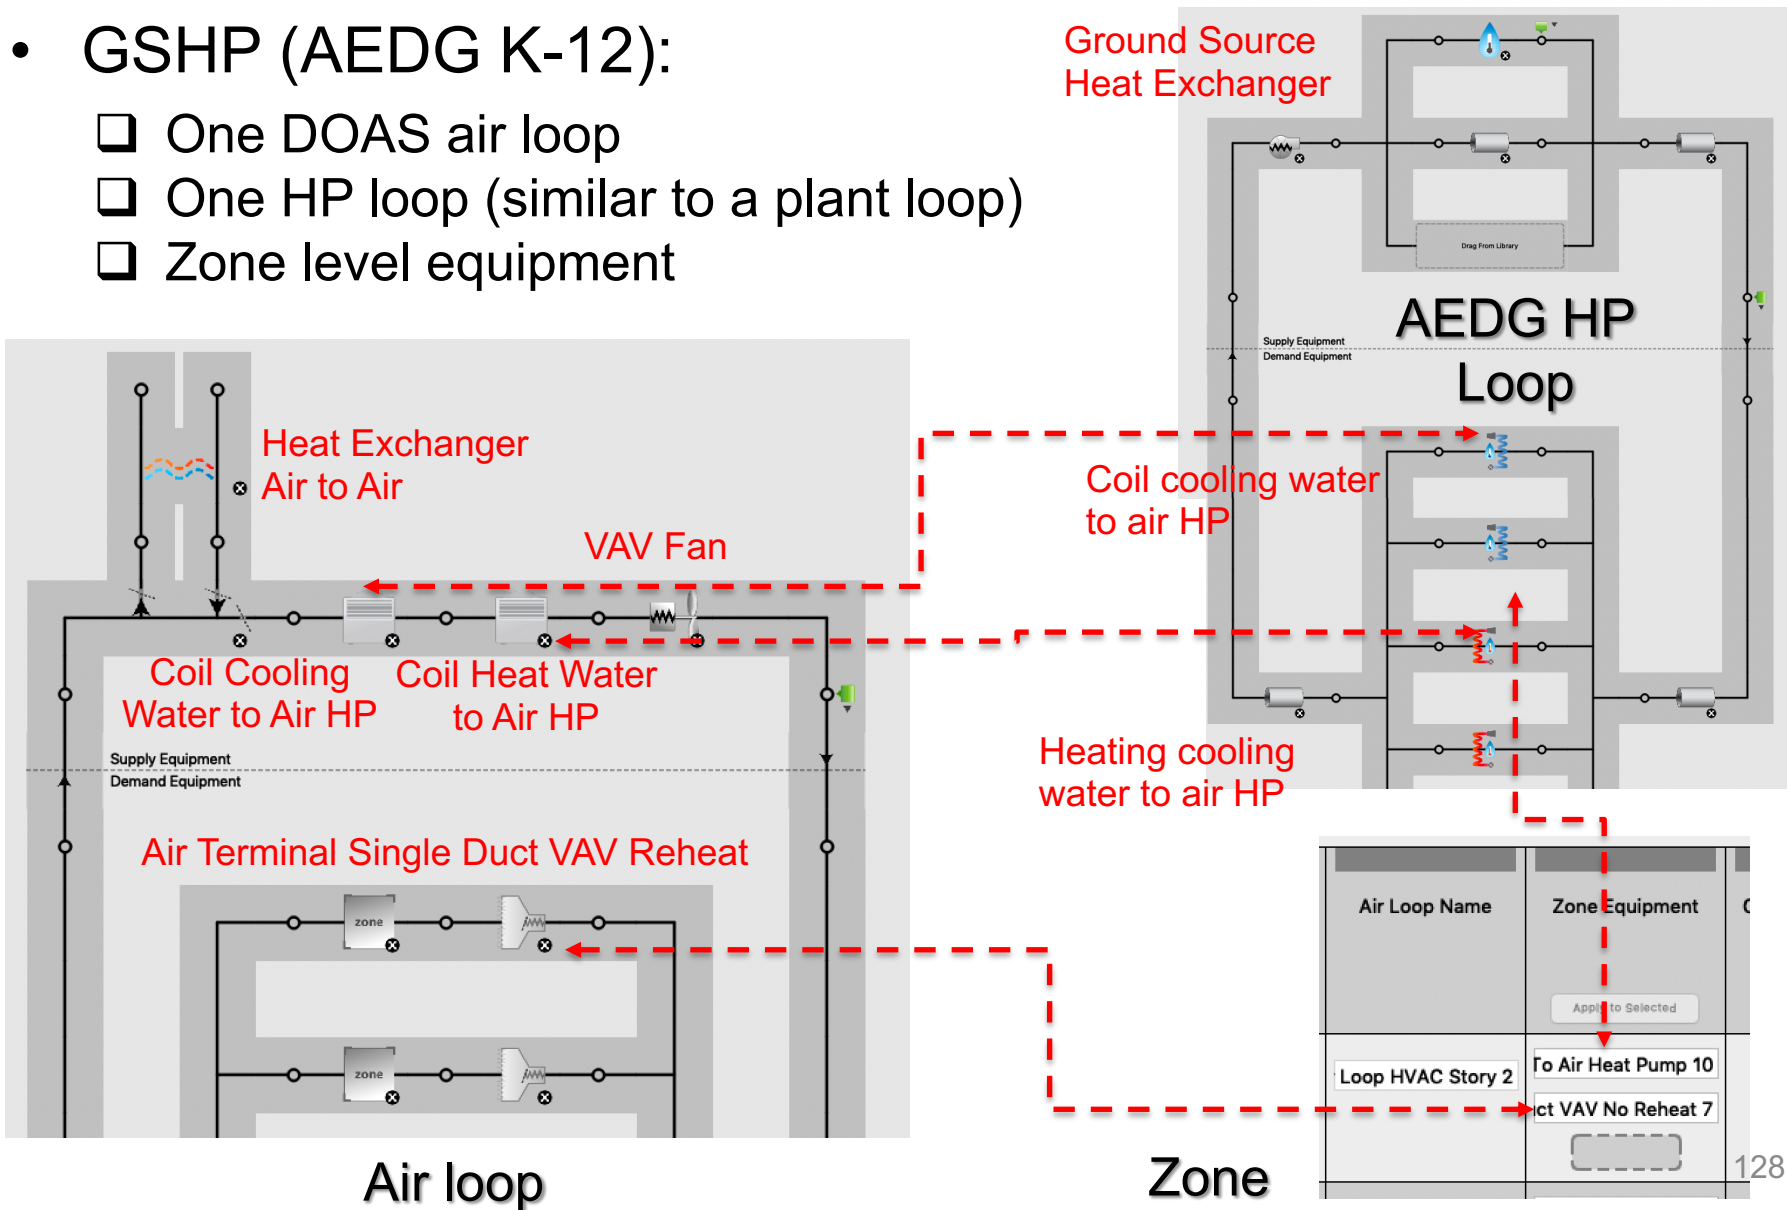 • GSHP (AEDG K-12):
❑ One DOAS air loop
❑ One HP loop (similar to a plant loop)
❑ Zone level equipment
Ground Source
Heat Exchanger
Drag From Library
AEDG HP
Loop
Supply Equipment
Demand Equipment
Coil cooling water
to air HP
Heating cooling
water to air HP
Heat Exchanger
Air to Air
VAV Fan
Coil Cooling
Water to Air HP
Coil Heat Water
to Air HP
Supply Equipment
Demand Equipment
Air Terminal Single Duct VAV Reheat
zone
zone
Air loop
Air Loop Name
Zone Equipment
Apply to Selected
Loop HVAC Story 2
To Air Heat Pump 10
ct VAV No Reheat 7
Zone
128